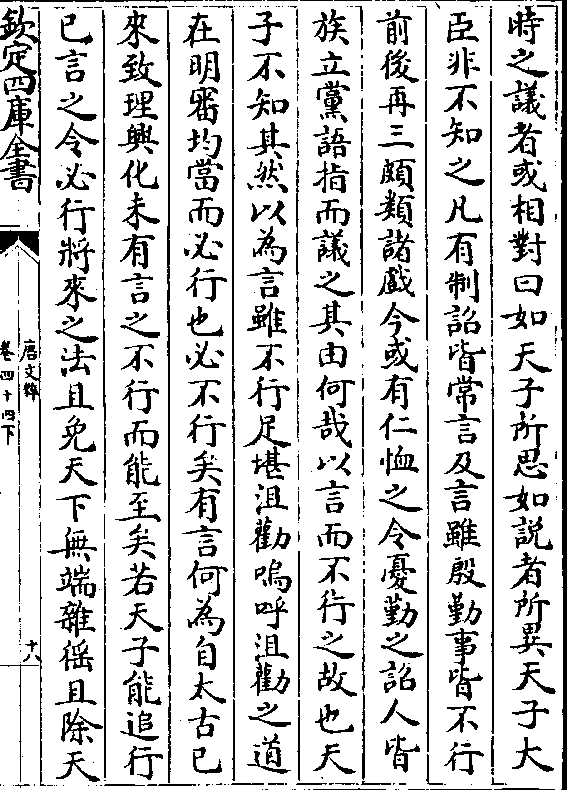 時之議者或相對曰如天子所思如說者所異天子大
臣非不知之凡有制詔皆常言及言雖殷勤事皆不行
前後再三頗類諧戲今或有仁恤之令憂勤之詔人皆
族立黨語指而議之其由何哉以言而不行之故也天
子不知其然以為言雖不行足堪沮勸嗚呼沮勸之道
在明審均當而必行也必不行矣有言何為自太古已
來致理興化未有言之不行而能至矣若天子能追行
已言之令必行將來之法且免天下無端雜徭且除天
欽定四庫全書
唐文粹
卷四十四下
十八